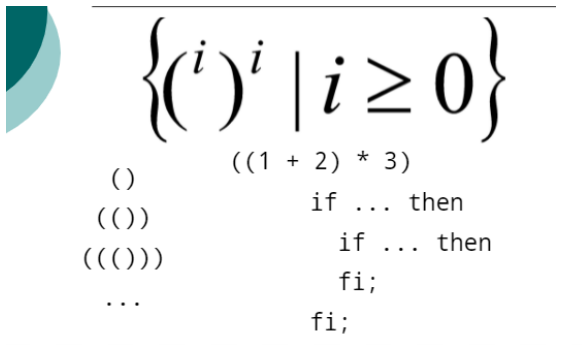 {(ⁱ )ⁱ | i ≥ 0}
((1 + 2) * 3)
()
(())
((()))
...
if ... then
if ... then
fi;
fi;